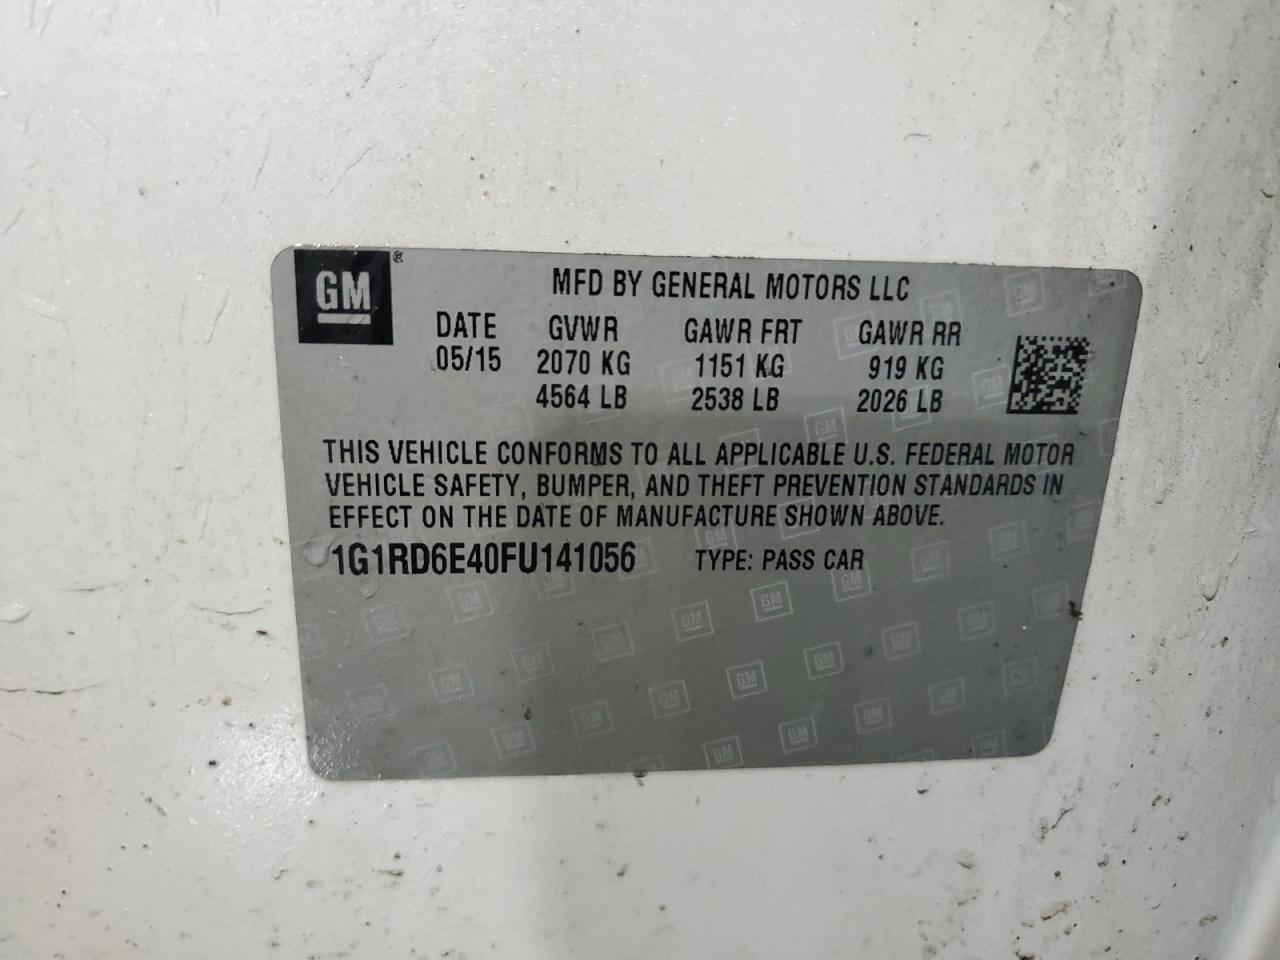 GM®
MFD BY GENERAL MOTORS LLC
DATE GVWR GAWR FRT GAWR RR
05/15 2070 KG 1151 KG 919 KG
4564 LB 2538 LB 2026 LB
THIS VEHICLE CONFORMS TO ALL APPLICABLE U.S. FEDERAL MOTOR
VEHICLE SAFETY, BUMPER, AND THEFT PREVENTION STANDARDS IN
EFFECT ON THE DATE OF MANUFACTURE SHOWN ABOVE.
1G1RD6E40FU141056 TYPE: PASS CAR